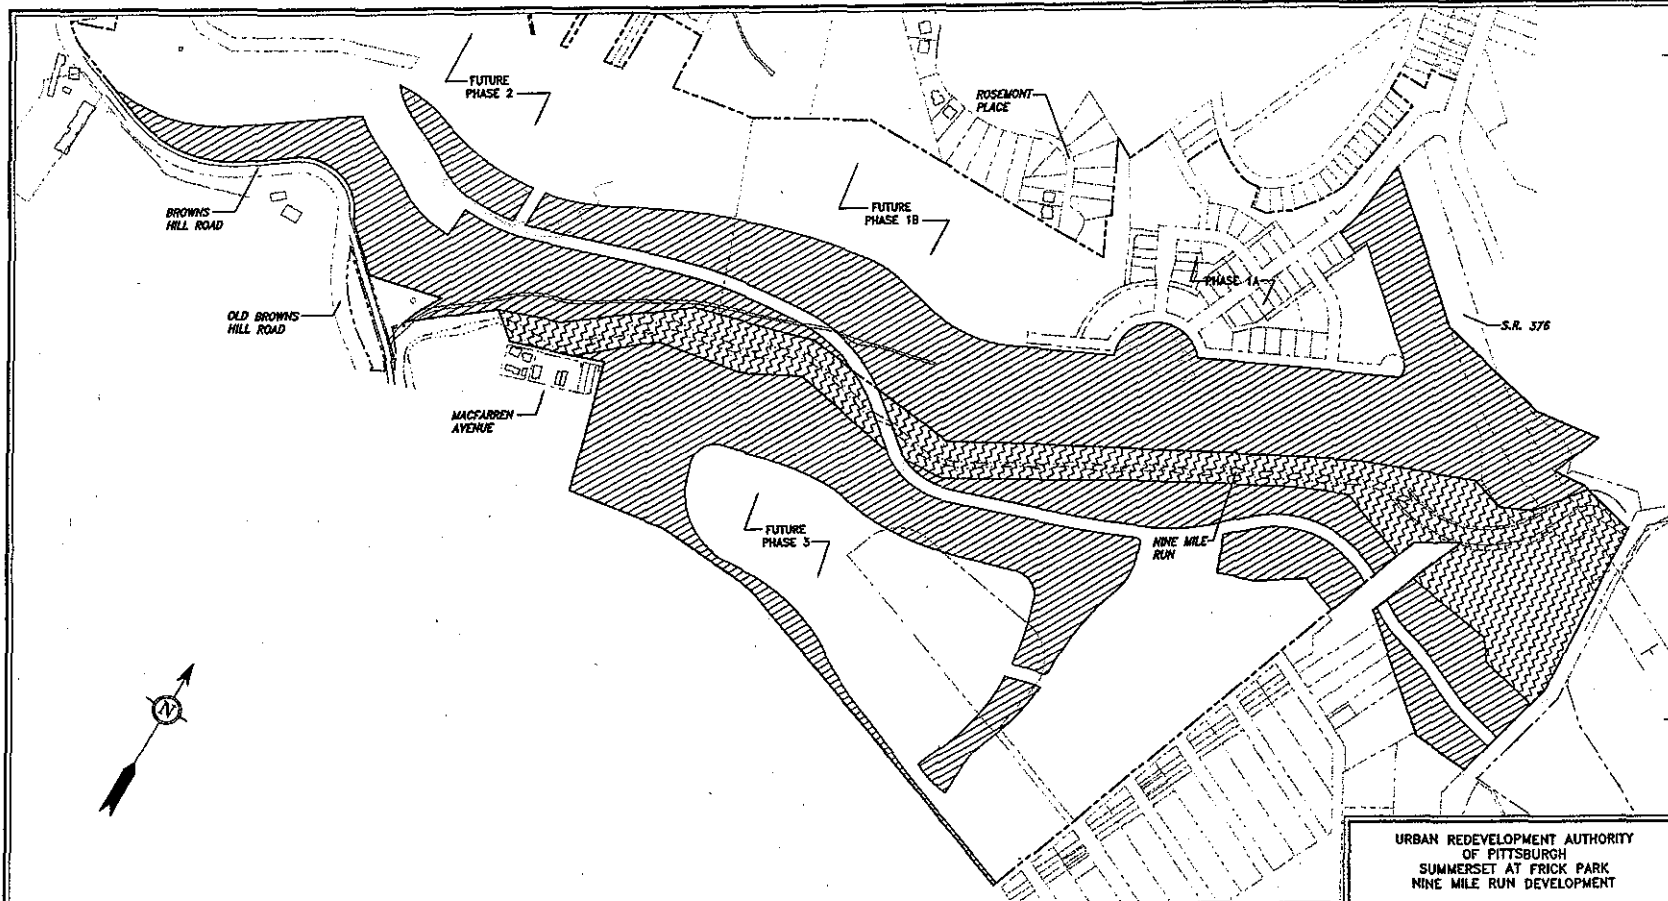 FUTURE
PHASE 2
ROSEMONT
PLACE
FUTURE
PHASE 1B
BROWNS
HILL ROAD
PHASE 1A
OLD BROWNS
HILL ROAD
S.R. 376
MACFARREN
AVENUE
FUTURE
PHASE 3
NINE MILE
RUN
N
URBAN REDEVELOPMENT AUTHORITY
OF PITTSBURGH
SUMMERSET AT FRICK PARK
NINE MILE RUN DEVELOPMENT